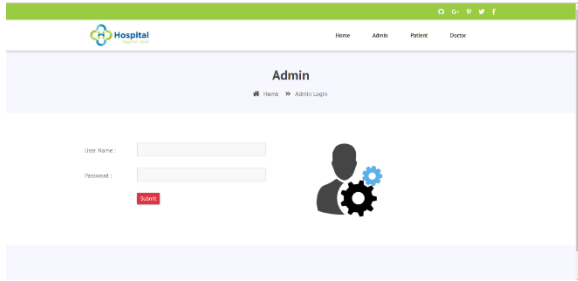 Hospital
Home Admin Patient Doctor
Admin
Home » Admin Login
User Name :
Password :
Submit